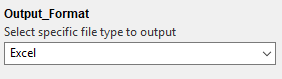 Output_Format
Select specific file type to output
Excel